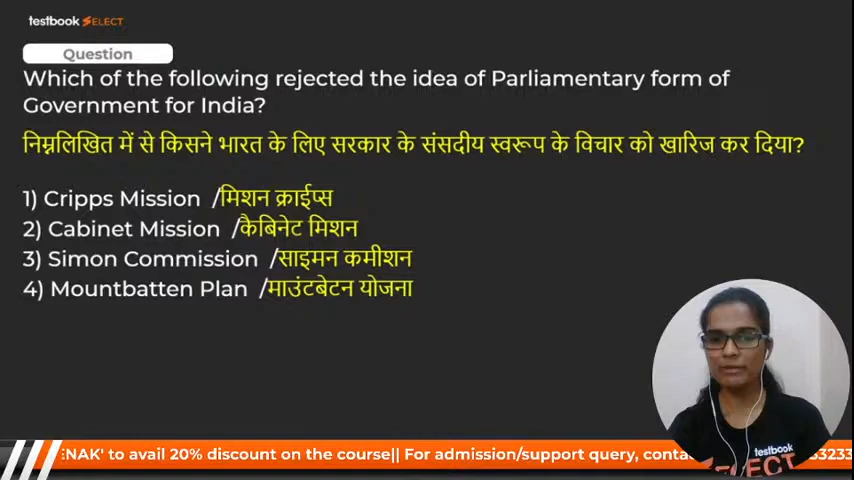 testbook SELECT
Question
Which of the following rejected the idea of Parliamentary form of
Government for India?
निम्नलिखित में से किसने भारत के लिए सरकार के संसदीय स्वरूप के विचार को खारिज कर दिया?
1) Cripps Mission /मिशन क्राईप्स
2) Cabinet Mission /कैबिनेट मिशन
3) Simon Commission /साइमन कमीशन
4) Mountbatten Plan /माउंटबेटन योजना
testbook
SELECT
ENAK' to avail 20% discount on the course|| For admission/support query, conta